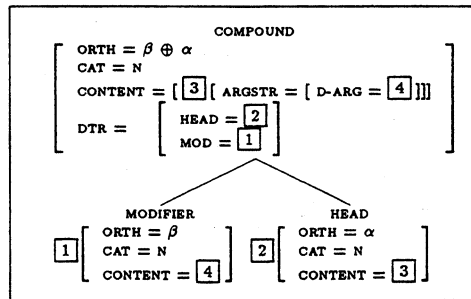 COMPOUND
ORTH = β ⊕ α
CAT = N
CONTENT = [ 3 [ ARGSTR = [ D-ARG = 4 ]]]
DTR = [ HEAD = 2
MOD = 1 ]
MODIFIER HEAD
ORTH = β ORTH = α
1 CAT = N 2 CAT = N
CONTENT = 4 CONTENT = 3